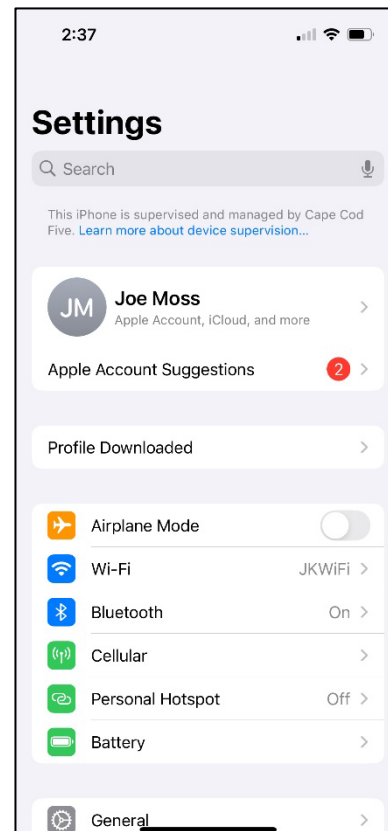 2:37
Settings
Search
This iPhone is supervised and managed by Cape Cod
Five. Learn more about device supervision...
JM
Joe Moss
Apple Account, iCloud, and more
Apple Account Suggestions 2
Profile Downloaded
Airplane Mode
Wi-Fi JKWiFi
Bluetooth On
Cellular
Personal Hotspot Off
Battery
General